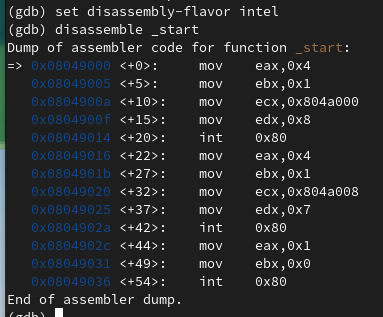 (gdb) set disassembly-flavor intel
(gdb) disassemble _start
Dump of assembler code for function _start:
=> 0x08049000 <+0>: mov eax,0x4
0x08049005 <+5>: mov ebx,0x1
0x0804900a <+10>: mov ecx,0x804a000
0x0804900f <+15>: mov edx,0x8
0x08049014 <+20>: int 0x80
0x08049016 <+22>: mov eax,0x4
0x0804901b <+27>: mov ebx,0x1
0x08049020 <+32>: mov ecx,0x804a008
0x08049025 <+37>: mov edx,0x7
0x0804902a <+42>: int 0x80
0x0804902c <+44>: mov eax,0x1
0x08049031 <+49>: mov ebx,0x0
0x08049036 <+54>: int 0x80
End of assembler dump.
(gdb)